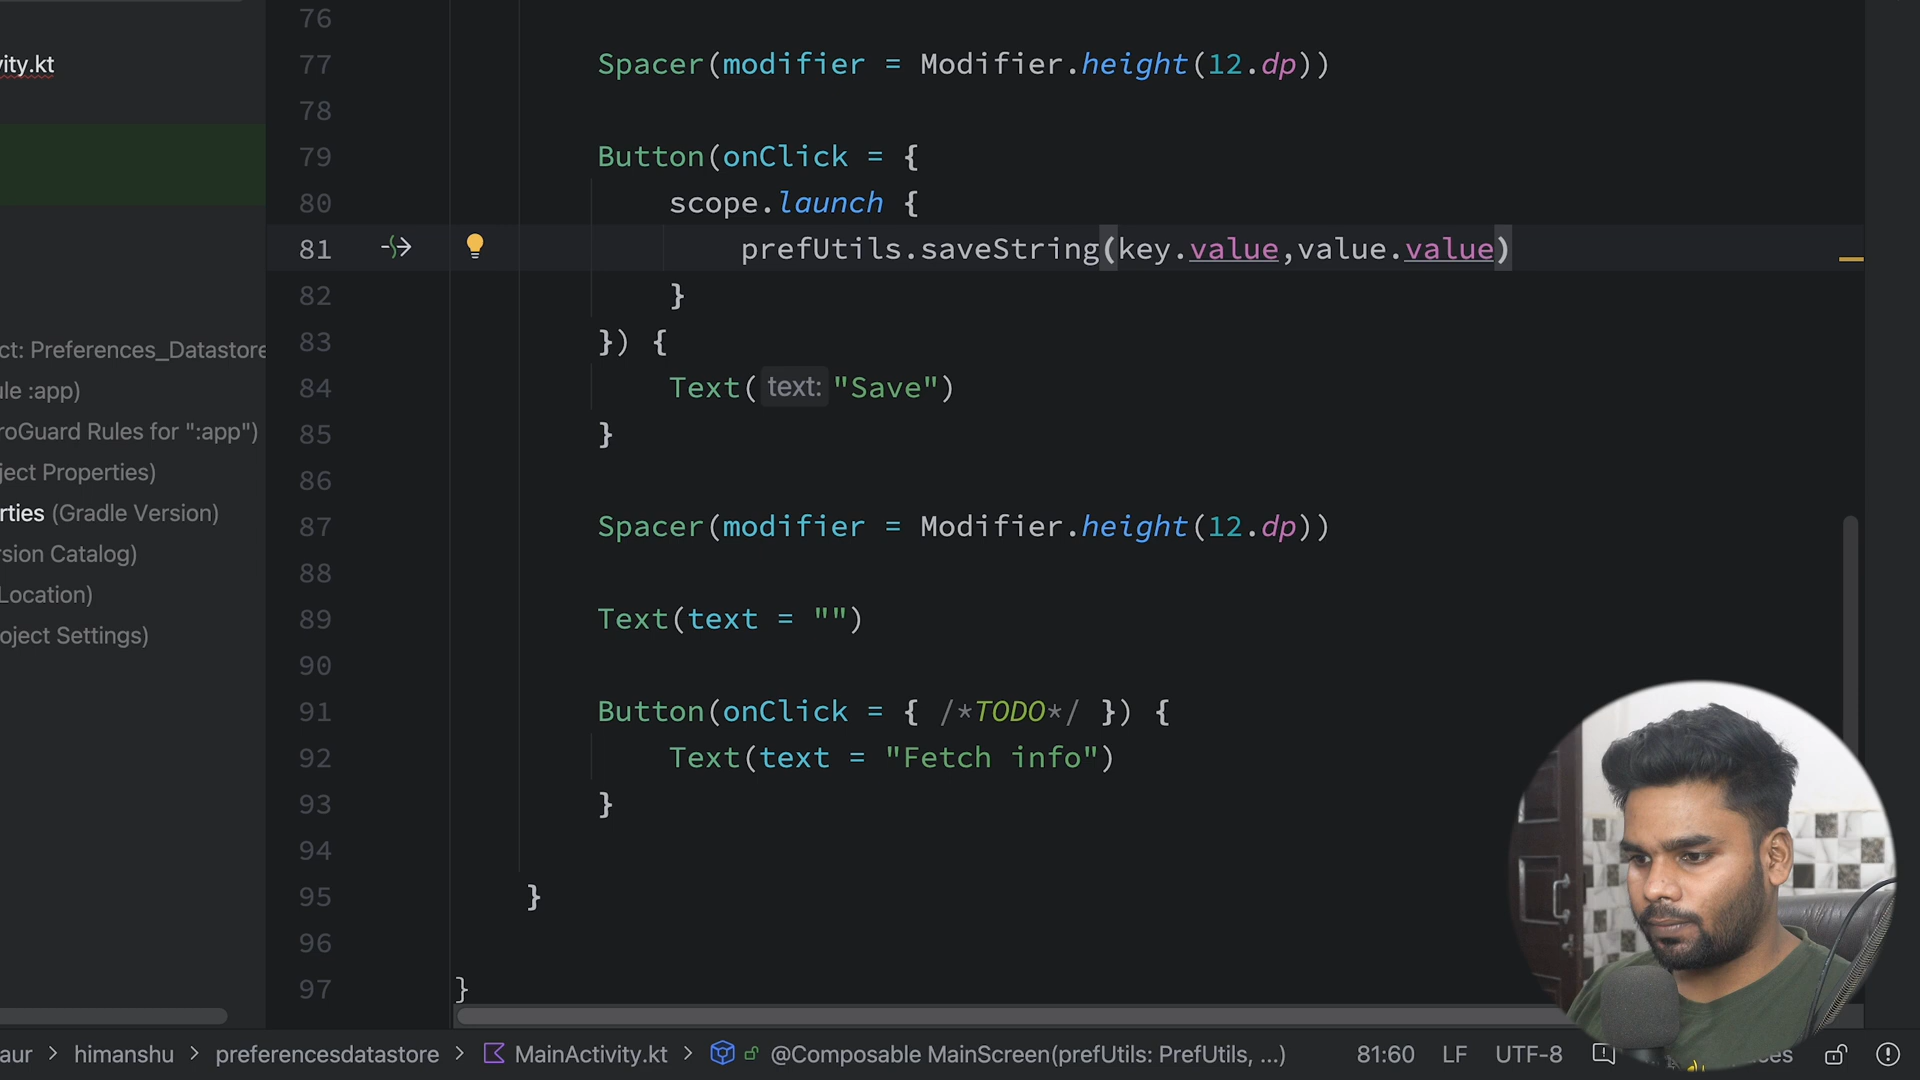 76
ity.kt
77 Spacer(modifier = Modifier.height(12.dp))
78
79 Button(onClick = {
80 scope.launch {
81 prefUtils.saveString(key.value,value.value)
82 }
83 }) {
ct: Preferences_Datastore
84 Text( text: "Save")
le :app)
85 }
roGuard Rules for ":app")
86
ject Properties)
87 Spacer(modifier = Modifier.height(12.dp))
rties (Gradle Version)
rsion Catalog)
88
Location)
89 Text(text = "")
oject Settings)
90
91 Button(onClick = { /*TODO*/ }) {
92 Text(text = "Fetch info")
93 }
94
95 }
96
97 }
aur > himanshu > preferencesdatastore > MainActivity.kt > @Composable MainScreen(prefUtils: PrefUtils, ...) 81:60 LF UTF-8